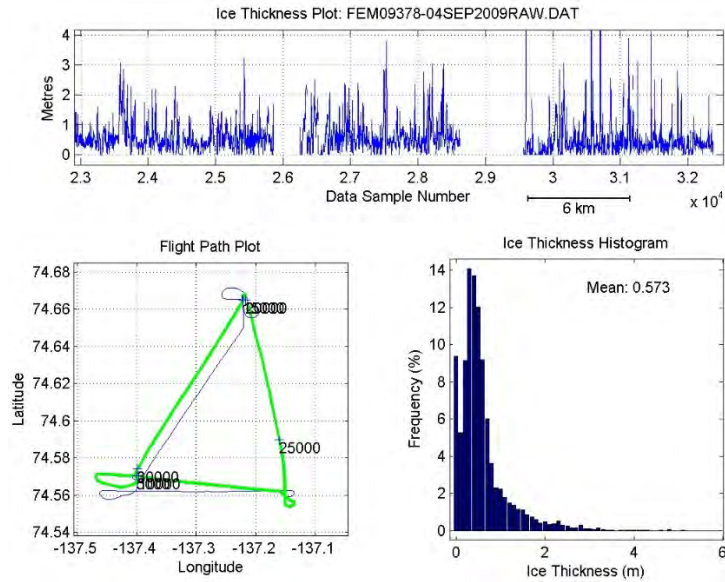 Ice Thickness Plot: FEM09378-04SEP2009RAW.DAT
4
3
2
1
0
Metres
2.3 2.4 2.5 2.6 2.7 2.8 2.9 3 3.1 3.2
Data Sample Number
x 10⁴
6 km
Flight Path Plot
74.68
74.66
74.64
74.62
74.6
74.58
74.56
74.54
Latitude
25000
-137.5 -137.4 -137.3 -137.2 -137.1
Longitude
Ice Thickness Histogram
Mean: 0.573
14
12
10
8
6
4
2
0
Frequency (%)
0 2 4 6
Ice Thickness (m)